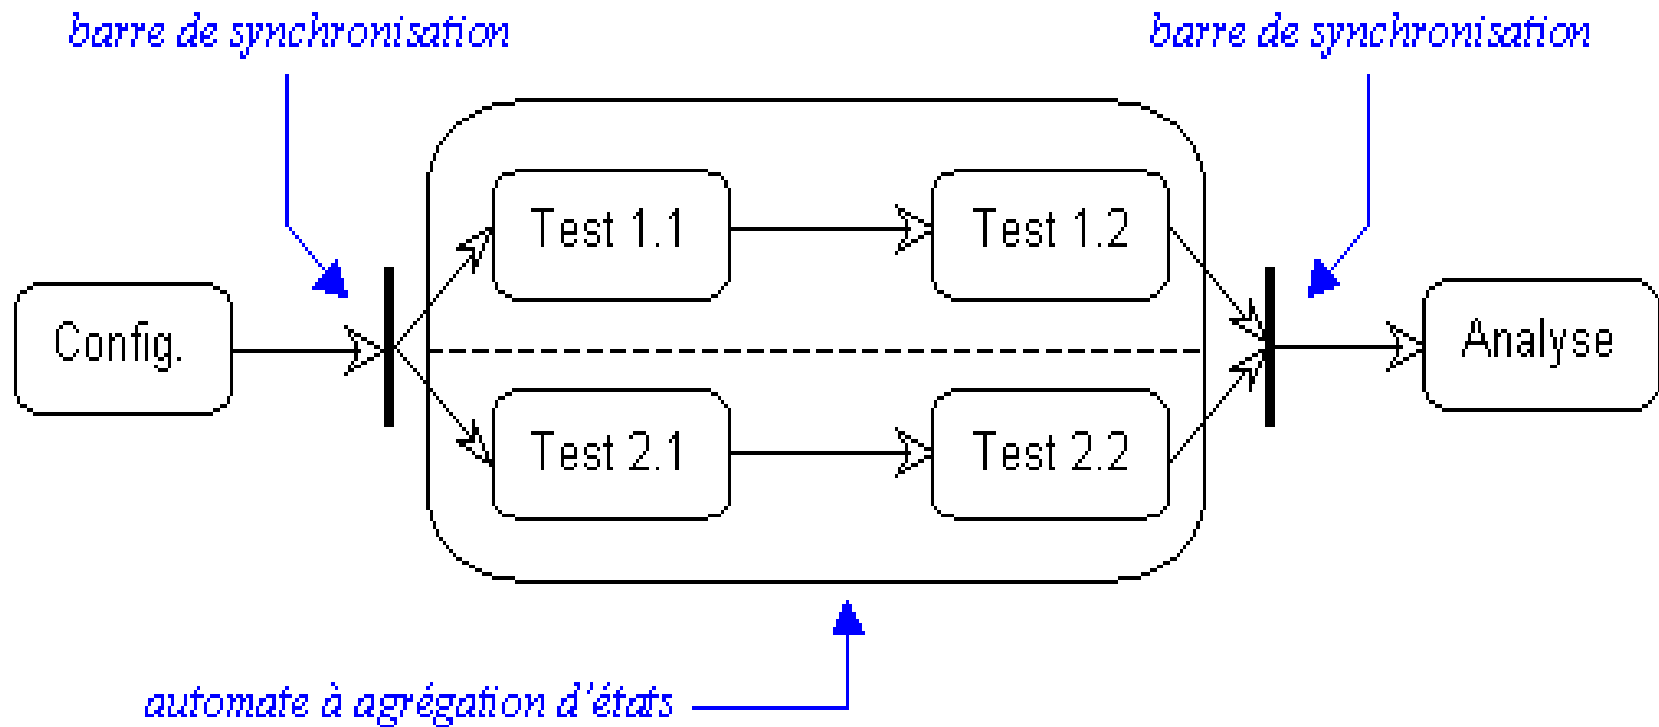 barre de synchronisation
barre de synchronisation
Test 1.1
Test 1.2
Config.
Analyse
Test 2.1
Test 2.2
automate à agrégation d'états